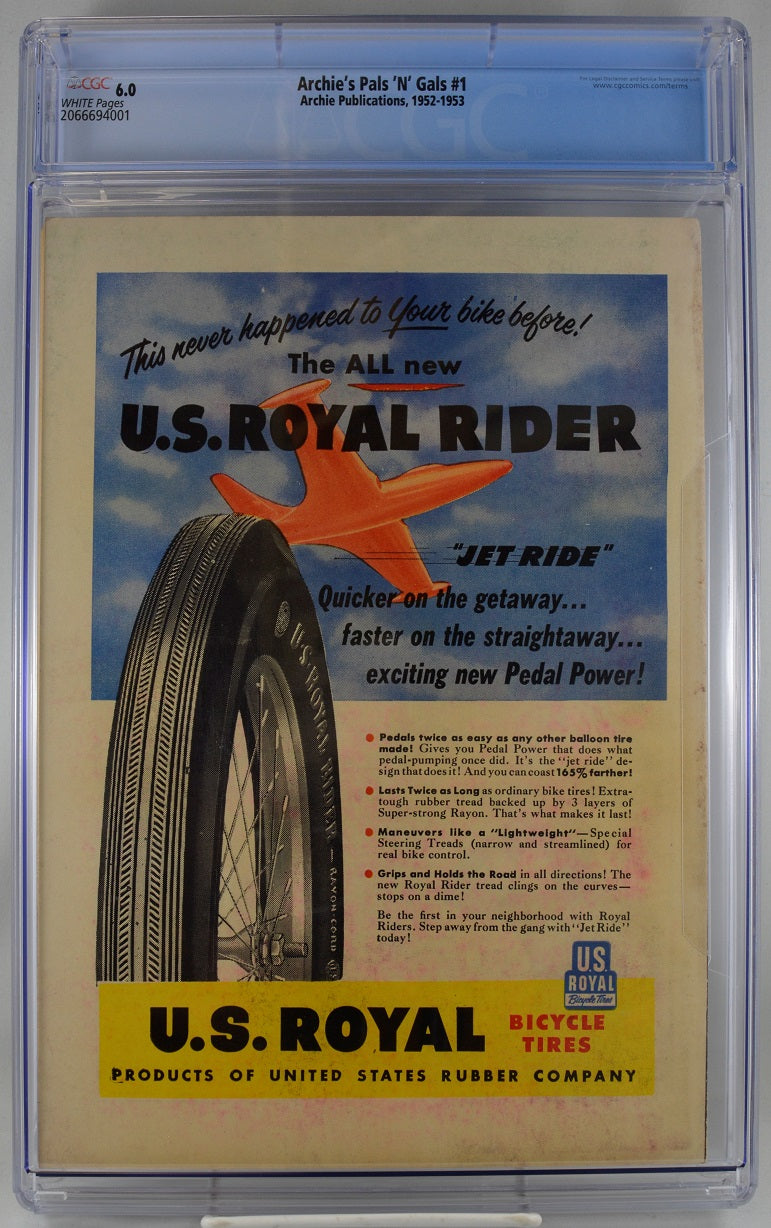 CGC 6.0
WHITE Pages
2066694001
Archie's Pals 'N' Gals #1
Archie Publications, 1952-1953
For Legal Disclaimer and Service Terms please visit
www.cgccomics.com/terms
CGC
This never happened to Your bike before!
The ALL new
U.S. ROYAL RIDER
"JET RIDE"
Quicker on the getaway...
faster on the straightaway...
exciting new Pedal Power!
U.S. ROYAL RIDER — RAYON-CORD
Pedals twice as easy as any other balloon tire
made! Gives you Pedal Power that does what
pedal-pumping once did. It's the "jet ride" de-
sign that does it! And you can coast 165% farther!
Lasts Twice as Long as ordinary bike tires! Extra-
tough rubber tread backed up by 3 layers of
Super-strong Rayon. That's what makes it last!
Maneuvers like a "Lightweight"—Special
Steering Treads (narrow and streamlined) for
real bike control.
Grips and Holds the Road in all directions! The
new Royal Rider tread clings on the curves—
stops on a dime!
Be the first in your neighborhood with Royal
Riders. Step away from the gang with "Jet Ride"
today!
U.S.
ROYAL
Bicycle Tires
U.S. ROYAL
BICYCLE
TIRES
PRODUCTS OF UNITED STATES RUBBER COMPANY